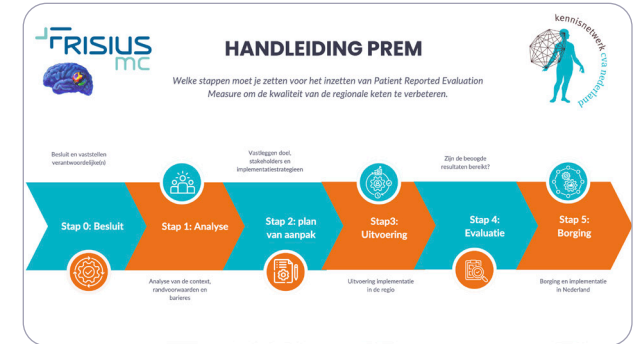 FRISIUS
mc
HANDLEIDING PREM
kennisnetwerk cva nederland
Welke stappen moet je zetten voor het inzetten van Patient Reported Evaluation
Measure om de kwaliteit van de regionale keten te verbeteren.
Besluit en vaststellen
verantwoordelijke(n)
Vastleggen doel,
stakeholders en
implementatiestrategieen
Zijn de beoogde
resultaten bereikt?
Stap 0: Besluit
Stap 1: Analyse
Stap 2: plan
van aanpak
Stap3:
Uitvoering
Stap 4:
Evaluatie
Stap 5:
Borging
Analyse van de context,
randvoorwaarden en
barieres
Uitvoering implementatie
in de regio
Borging en implementatie
in Nederland